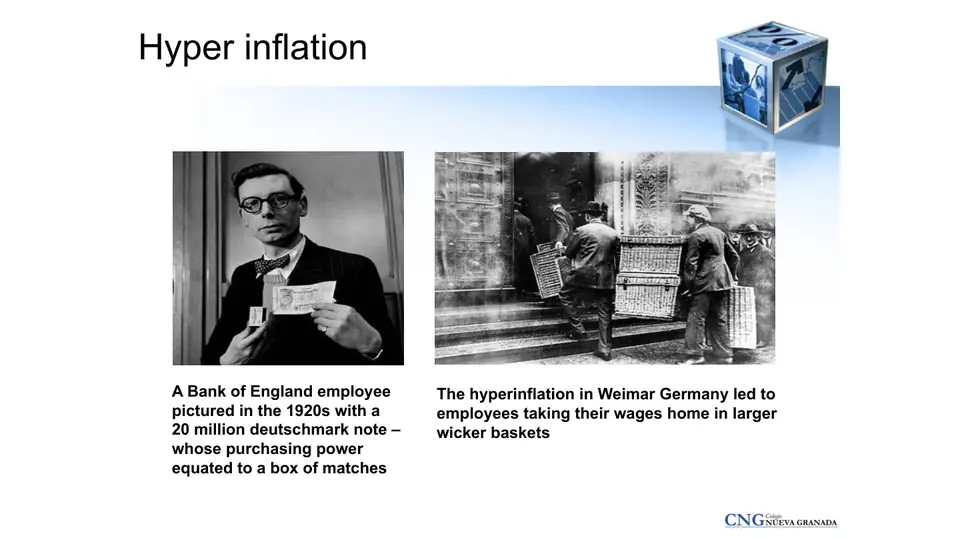 Hyper inflation
%
A Bank of England employee
pictured in the 1920s with a
20 million deutschmark note –
whose purchasing power
equated to a box of matches
The hyperinflation in Weimar Germany led to
employees taking their wages home in larger
wicker baskets
CNG Colegio
NUEVA GRANADA